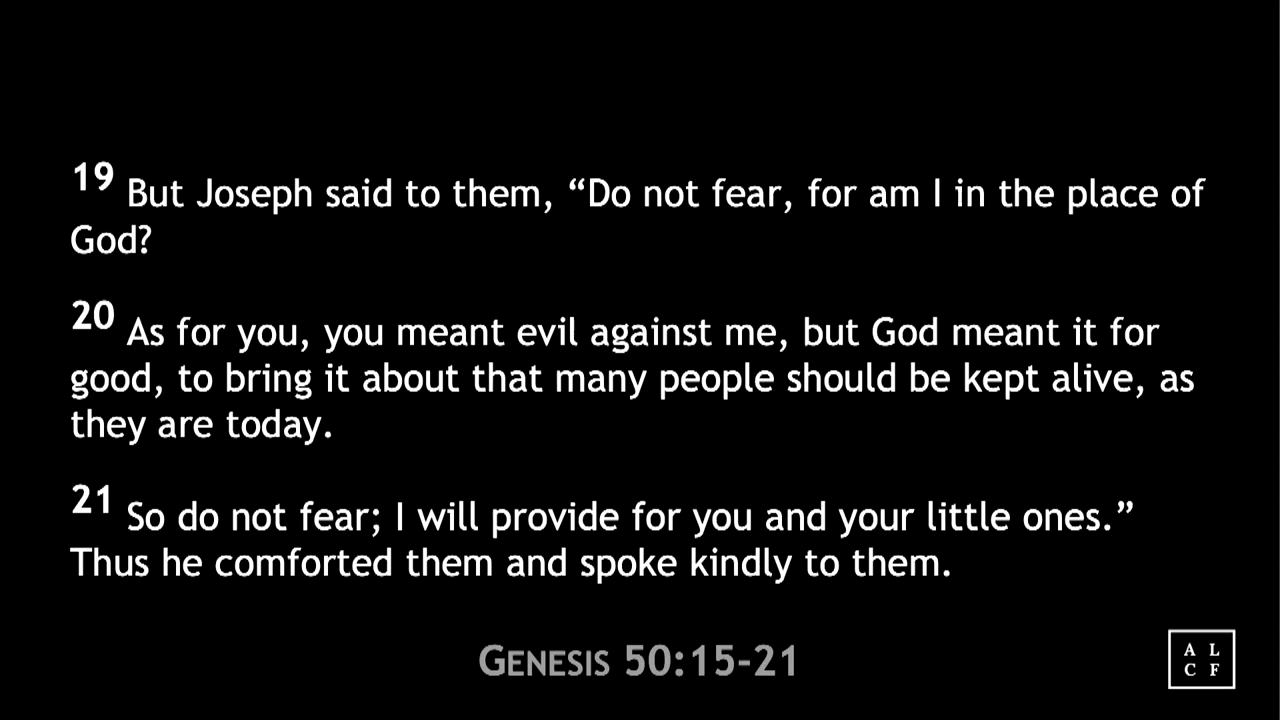 19 But Joseph said to them, “Do not fear, for am I in the place of
God?
20 As for you, you meant evil against me, but God meant it for
good, to bring it about that many people should be kept alive, as
they are today.
21 So do not fear; I will provide for you and your little ones.”
Thus he comforted them and spoke kindly to them.
GENESIS 50:15-21
A L
C F